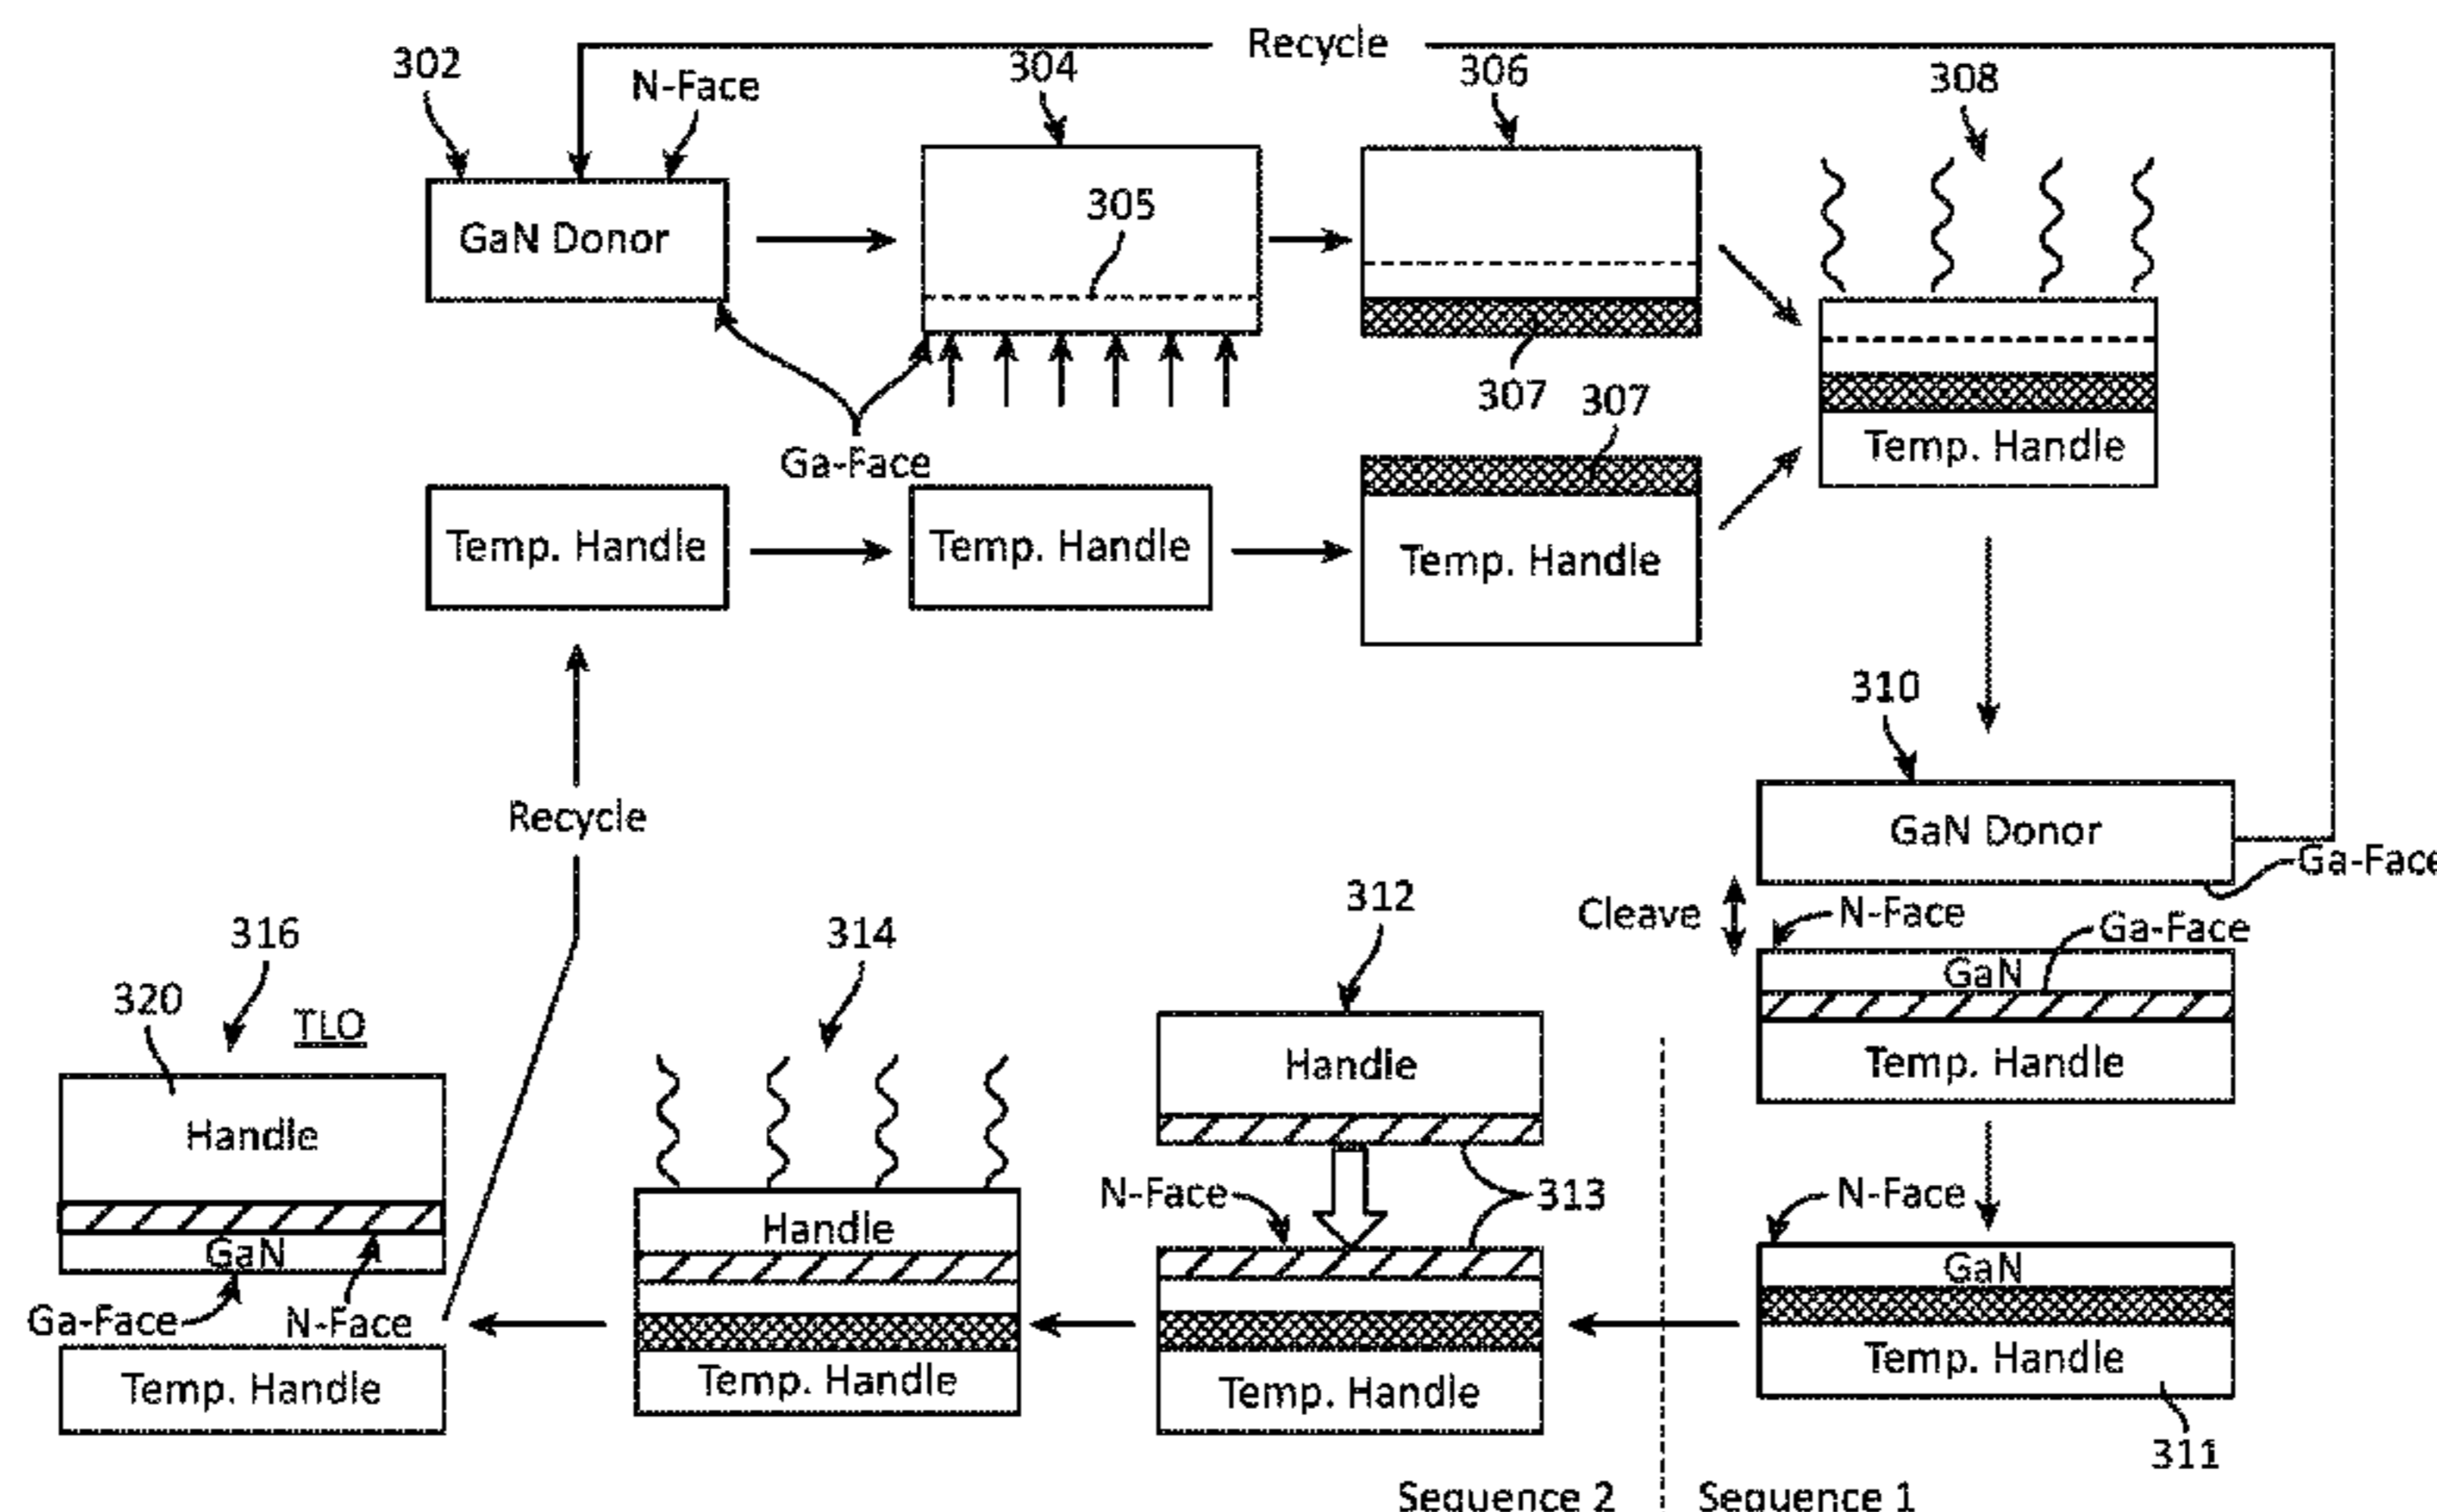 Recycle
302
N-Face
304
306
308
GaN Donor
305
307
307
Ga-Face
Temp. Handle
Temp. Handle
Temp. Handle
Temp. Handle
310
GaN Donor
Ga-Face
Recycle
Cleave
N-Face
Ga-Face
GaN
Temp. Handle
312
314
316
320
TLO
Handle
Handle
N-Face
313
N-Face
Handle
GaN
GaN
Ga-Face
N-Face
Temp. Handle
Temp. Handle
Temp. Handle
Temp. Handle
311
Sequence 2
Sequence 1